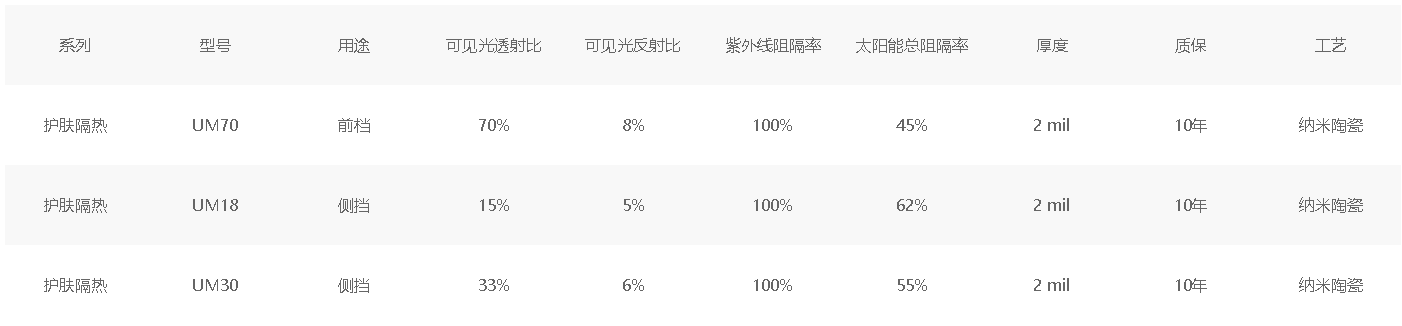 系列 型号 用途 可见光透射比 可见光反射比 紫外线阻隔率 太阳能总阻隔率 厚度 质保 工艺
护肤隔热 UM70 前档 70% 8% 100% 45% 2 mil 10年 纳米陶瓷
护肤隔热 UM18 侧挡 15% 5% 100% 62% 2 mil 10年 纳米陶瓷
护肤隔热 UM30 侧挡 33% 6% 100% 55% 2 mil 10年 纳米陶瓷